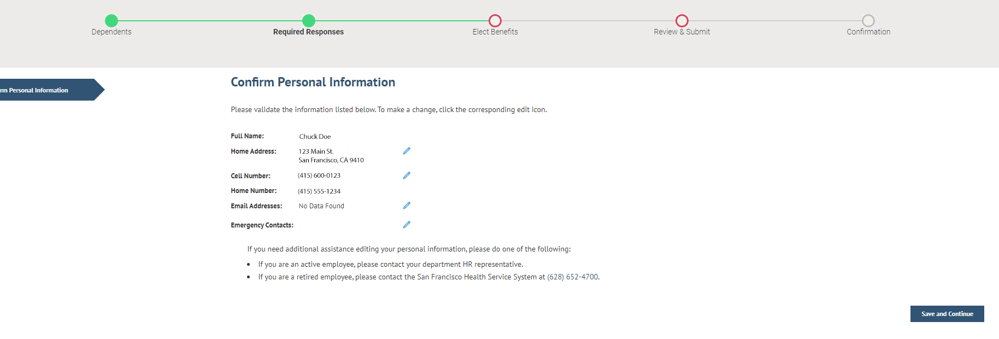 Dependents
Required Responses
Elect Benefits
Review & Submit
Confirmation
rm Personal Information
Confirm Personal Information
Please validate the information listed below. To make a change, click the corresponding edit icon.
Full Name: Chuck Doe
Home Address: 123 Main St.
San Francisco, CA 9410
Cell Number: (415) 600-0123
Home Number: (415) 555-1234
Email Addresses: No Data Found
Emergency Contacts:
If you need additional assistance editing your personal information, please do one of the following:
• If you are an active employee, please contact your department HR representative.
• If you are a retired employee, please contact the San Francisco Health Service System at (628) 652-4700.
Save and Continue